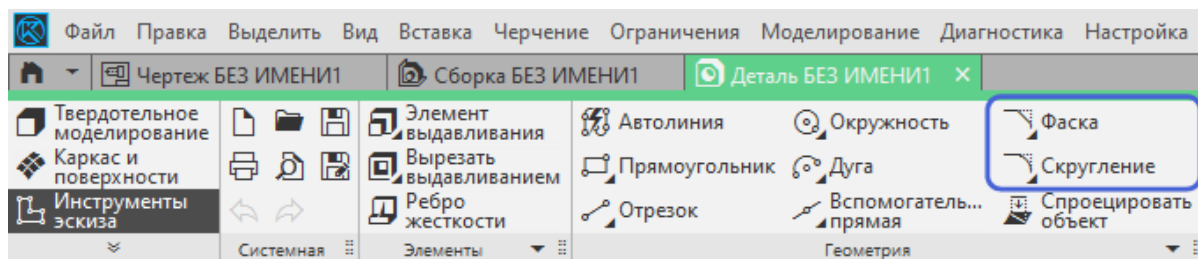 Файл Правка Выделить Вид Вставка Черчение Ограничения Моделирование Диагностика Настройка
Чертеж БЕЗ ИМЕНИ1 Сборка БЕЗ ИМЕНИ1 Деталь БЕЗ ИМЕНИ1
Твердотельное
моделирование
Каркас и
поверхности
Инструменты
эскиза
Системная
Элемент
выдавливания
Вырезать
выдавливанием
Ребро
жесткости
Элементы
Автолиния
Окружность
Фаска
Прямоугольник
Дуга
Скругление
Отрезок
Вспомогатель...
прямая
Спроецировать
объект
Геометрия